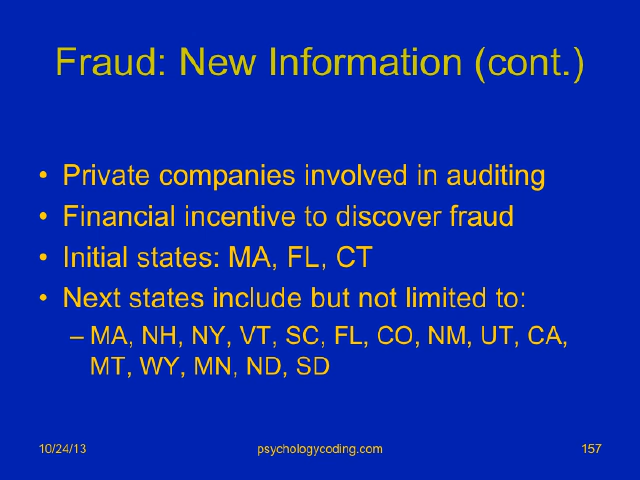 Fraud: New Information (cont.)
• Private companies involved in auditing
• Financial incentive to discover fraud
• Initial states: MA, FL, CT
• Next states include but not limited to:
– MA, NH, NY, VT, SC, FL, CO, NM, UT, CA,
MT, WY, MN, ND, SD
10/24/13 psychologycoding.com 157